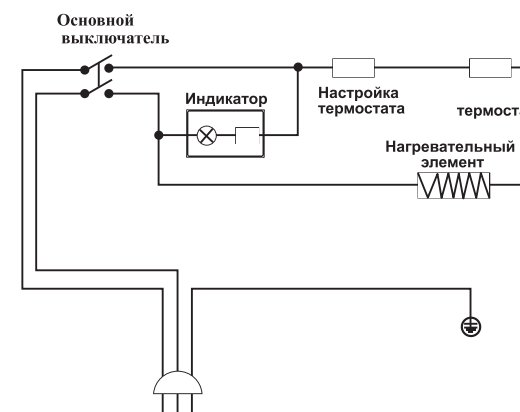 Основной
выключатель
Индикатор
Настройка
термостата
Нагревательный
элемент